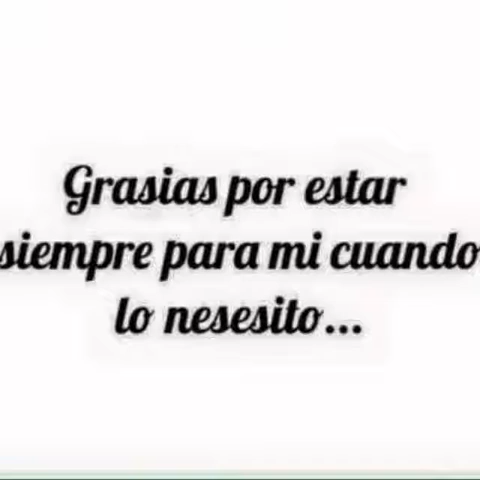 Grasias por estar
siempre para mi cuando
lo nesesito...